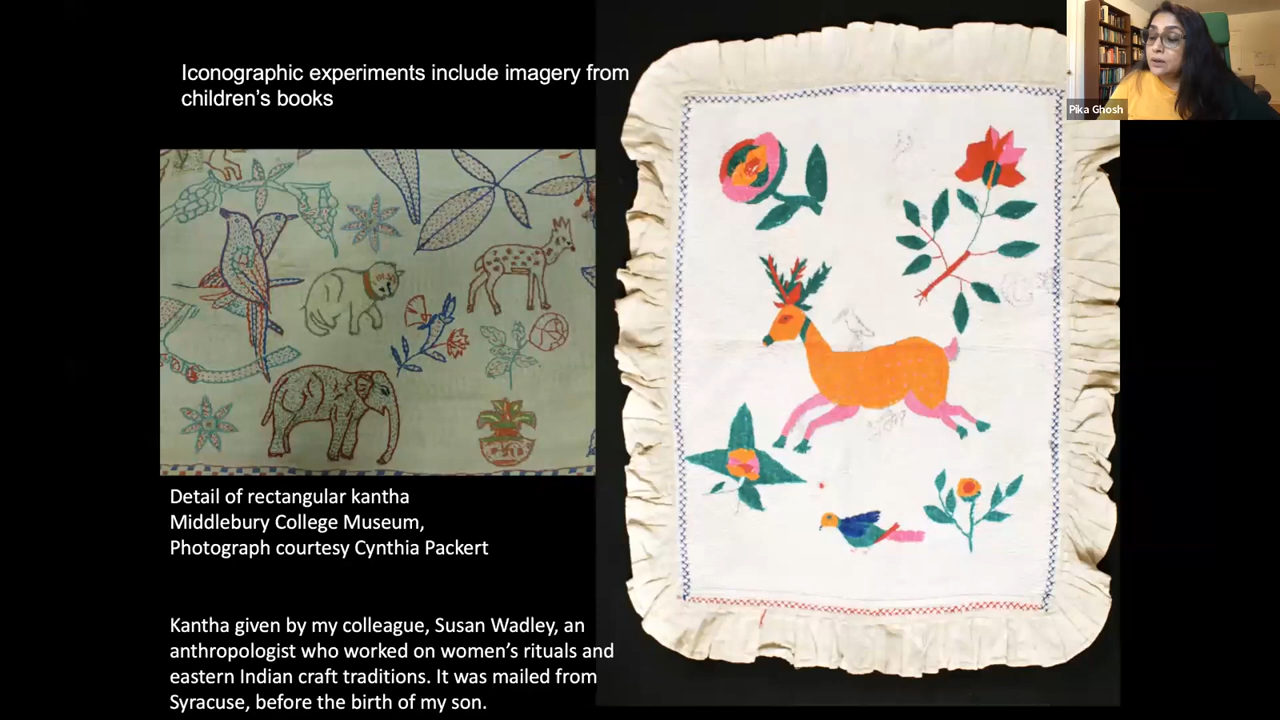 Iconographic experiments include imagery from
children’s books
Pika Ghosh
Detail of rectangular kantha
Middlebury College Museum,
Photograph courtesy Cynthia Packert
Kantha given by my colleague, Susan Wadley, an
anthropologist who worked on women’s rituals and
eastern Indian craft traditions. It was mailed from
Syracuse, before the birth of my son.